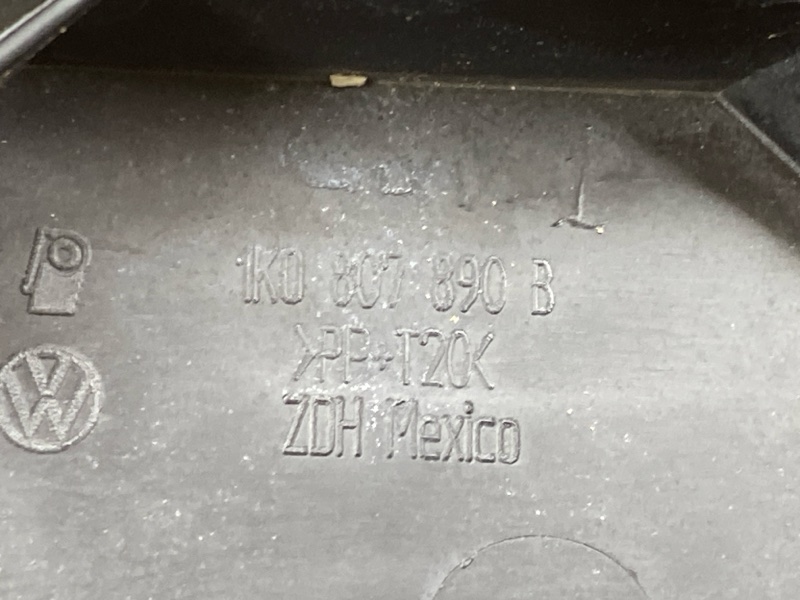 1K0 807 890 B
>PP+T20<
ZDH Mexico